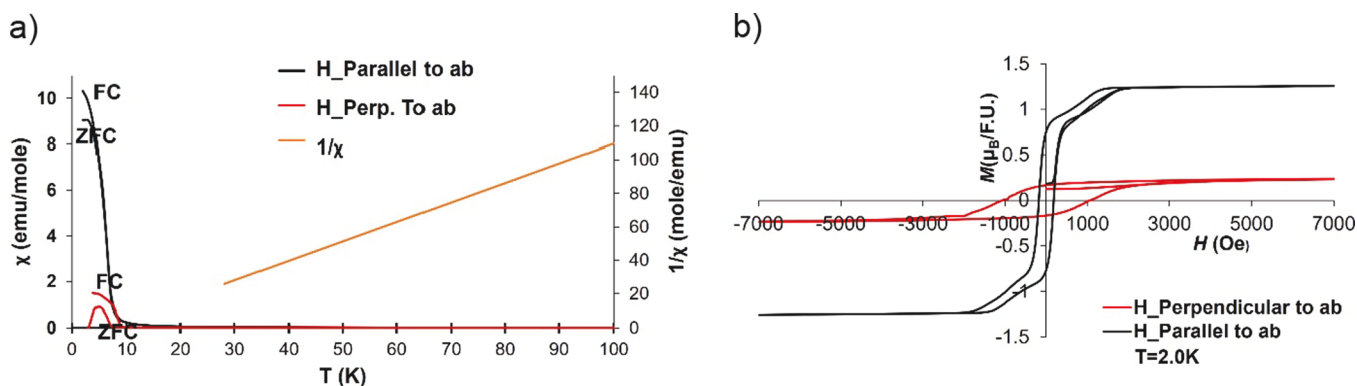 a)
H_Parallel to ab
H_Perp. To ab
1/χ
FC
ZFC
FC
ZFC
χ (emu/mole)
10
8
6
4
2
0
1/χ (mole/emu)
140
120
100
80
60
40
20
0
0 10 20 30 40 50 60 70 80 90 100
T (K)
b)
M(μB/F.U.)
1.5
1
0.5
0
-0.5
-1
-1.5
-7000 -5000 -3000 -1000 1000 3000 5000 7000
H (Oe)
H_Perpendicular to ab
H_Parallel to ab
T=2.0K